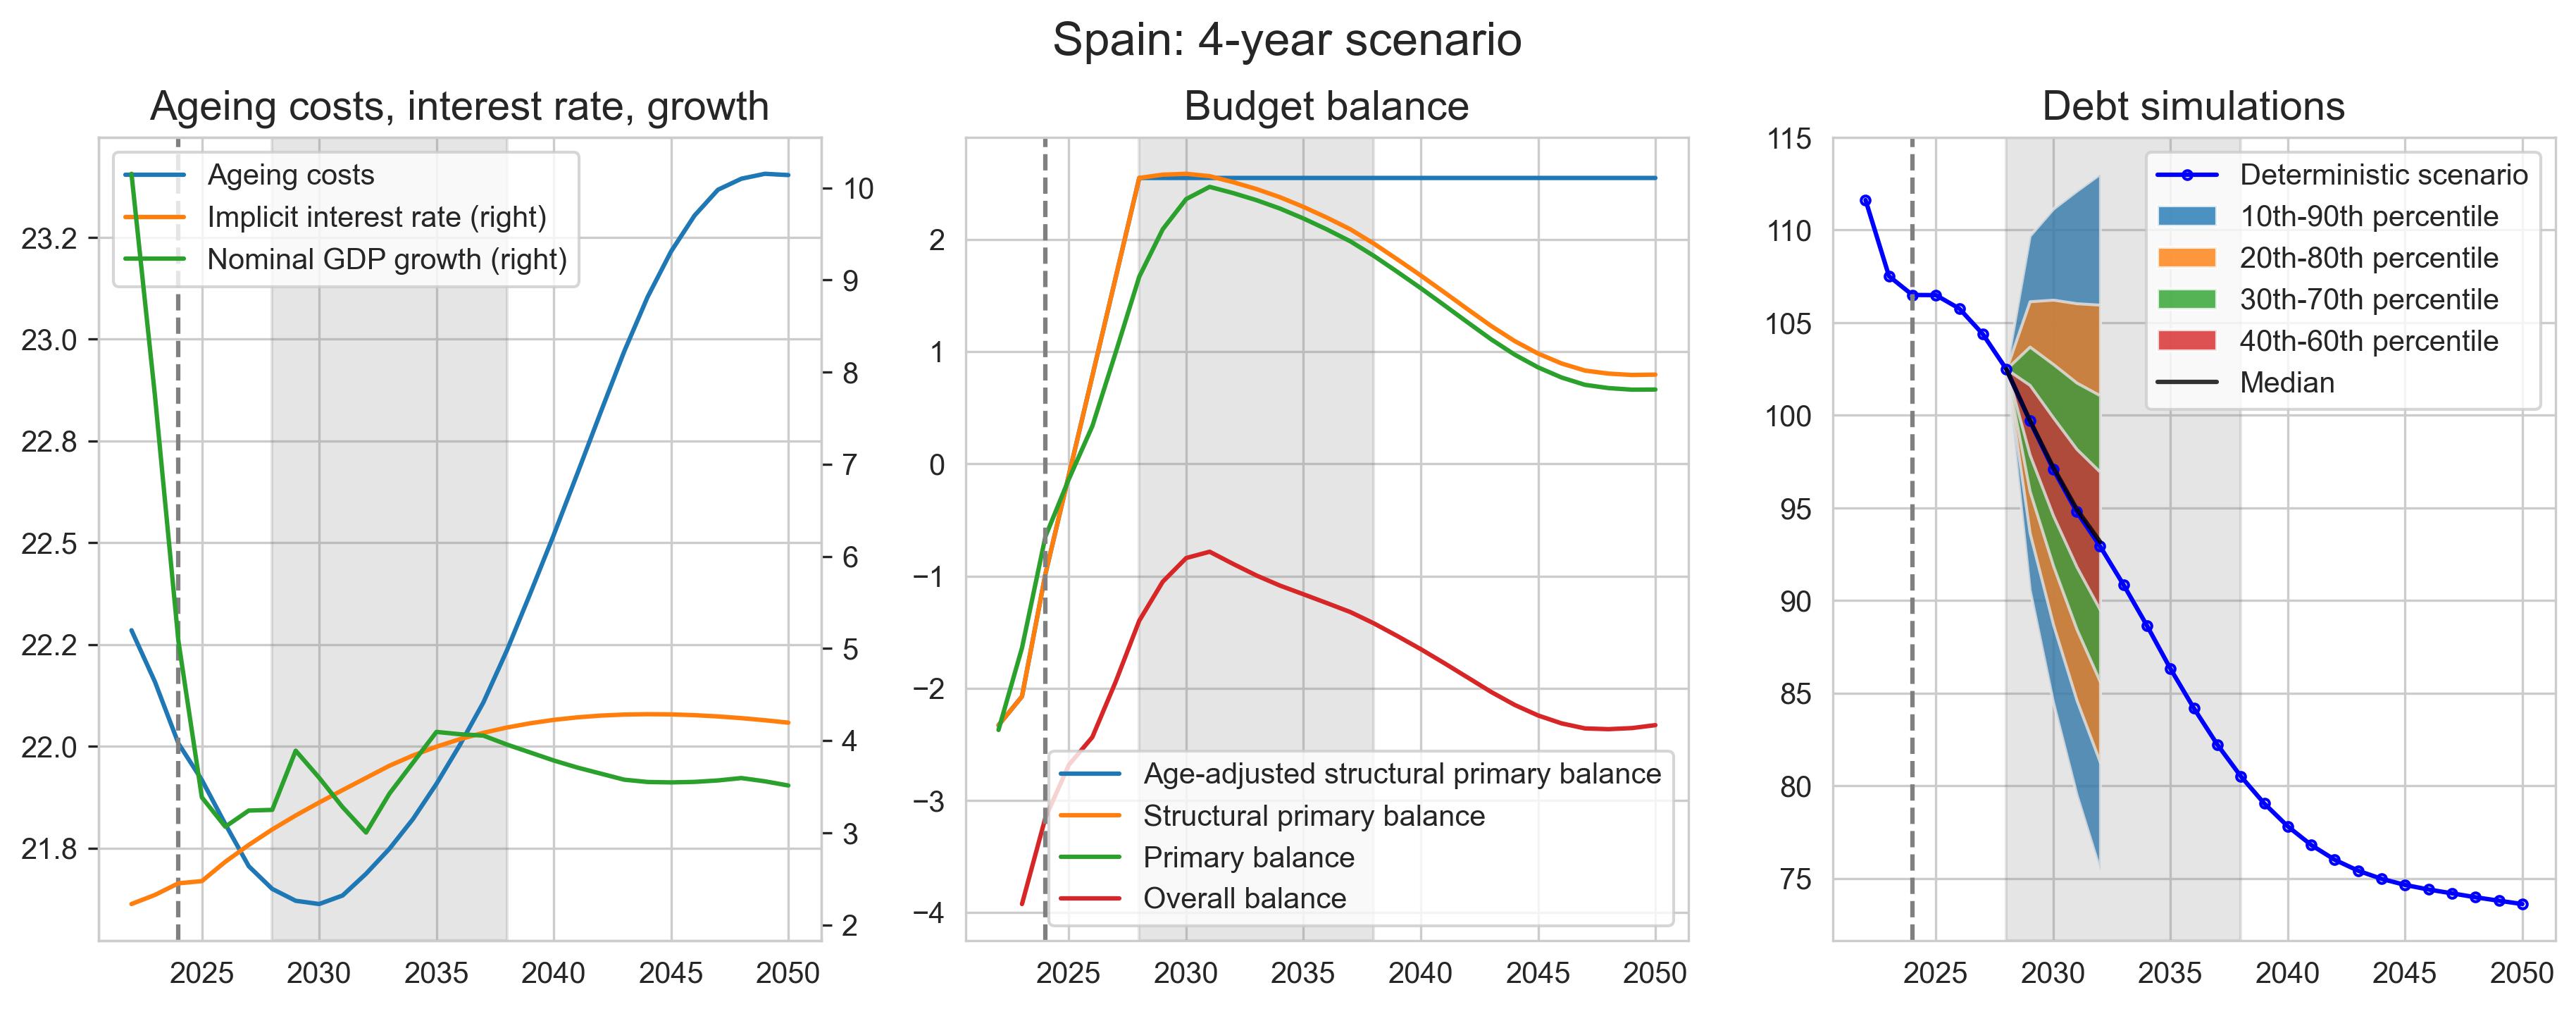 Spain: 4-year scenario
Ageing costs, interest rate, growth
Ageing costs
Implicit interest rate (right)
Nominal GDP growth (right)
23.2
23.0
22.8
22.5
22.2
22.0
21.8
10
9
8
7
6
5
4
3
2
2025 2030 2035 2040 2045 2050
Budget balance
2
1
0
−1
−2
−3
−4
Age-adjusted structural primary balance
Structural primary balance
Primary balance
Overall balance
2025 2030 2035 2040 2045 2050
Debt simulations
115
110
105
100
95
90
85
80
75
Deterministic scenario
10th-90th percentile
20th-80th percentile
30th-70th percentile
40th-60th percentile
Median
2025 2030 2035 2040 2045 2050